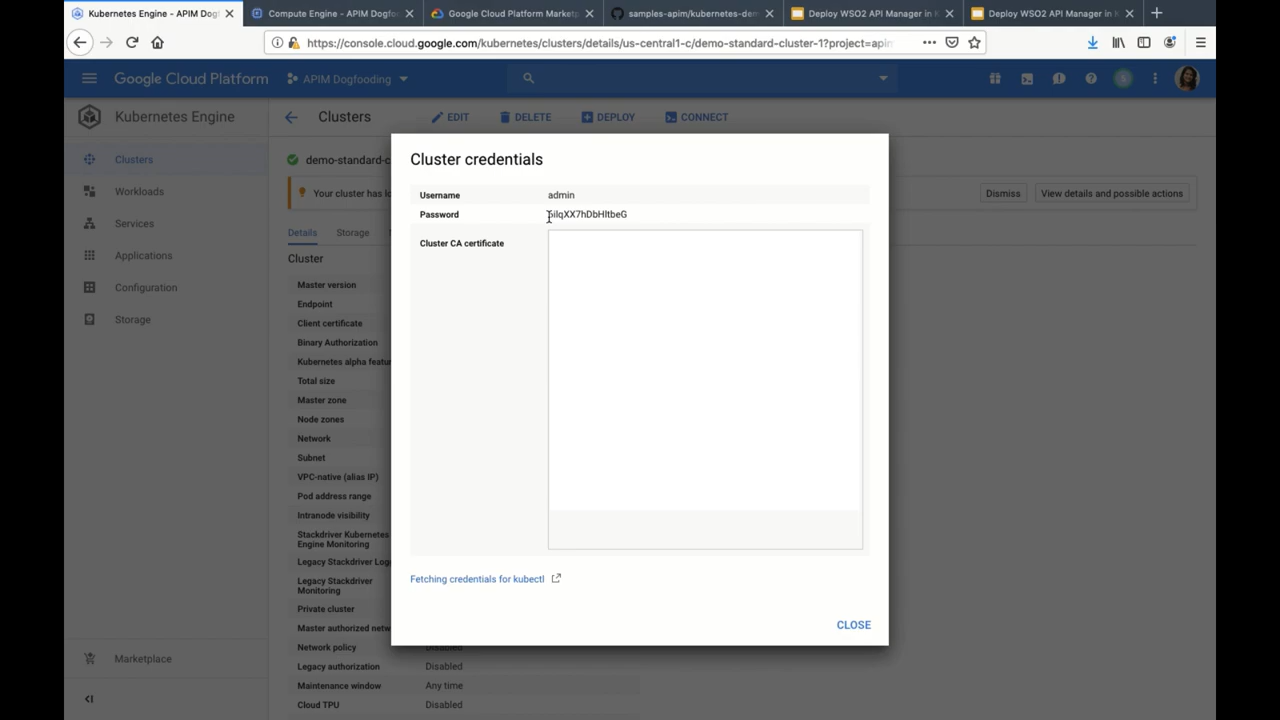 Kubernetes Engine - APIM Dogf
Compute Engine - APIM Dogfoo
Google Cloud Platform Marketp
samples-apim/kubernetes-dem
Deploy WSO2 API Manager in K
Deploy WSO2 API Manager in K
https://console.cloud.google.com/kubernetes/clusters/details/us-central1-c/demo-standard-cluster-1?project=apim
Google Cloud Platform
APIM Dogfooding
S
Kubernetes Engine
Clusters
EDIT
DELETE
DEPLOY
CONNECT
Clusters
Workloads
Services
Applications
Configuration
Storage
Marketplace
demo-standard-c
Your cluster has lo
Dismiss
View details and possible actions
Details
Storage
Cluster
Master version
Endpoint
Client certificate
Binary Authorization
Kubernetes alpha featur
Total size
Master zone
Node zones
Network
Subnet
VPC-native (alias IP)
Pod address range
Intranode visibility
Stackdriver Kubernetes
Engine Monitoring
Legacy Stackdriver Logg
Legacy Stackdriver
Monitoring
Private cluster
Master authorized netw
Network policy Disabled
Legacy authorization Disabled
Maintenance window Any time
Cloud TPU Disabled
Cluster credentials
Username admin
Password
Cluster CA certificate
Fetching credentials for kubectl
CLOSE